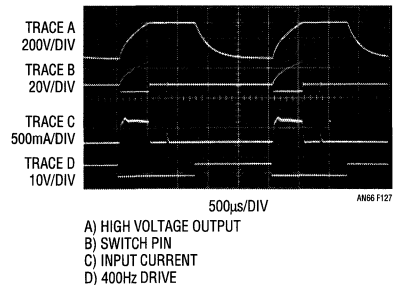 TRACE A
200V/DIV
TRACE B
20V/DIV
TRACE C
500mA/DIV
TRACE D
10V/DIV
500µs/DIV
AN66 F127
A) HIGH VOLTAGE OUTPUT
B) SWITCH PIN
C) INPUT CURRENT
D) 400Hz DRIVE